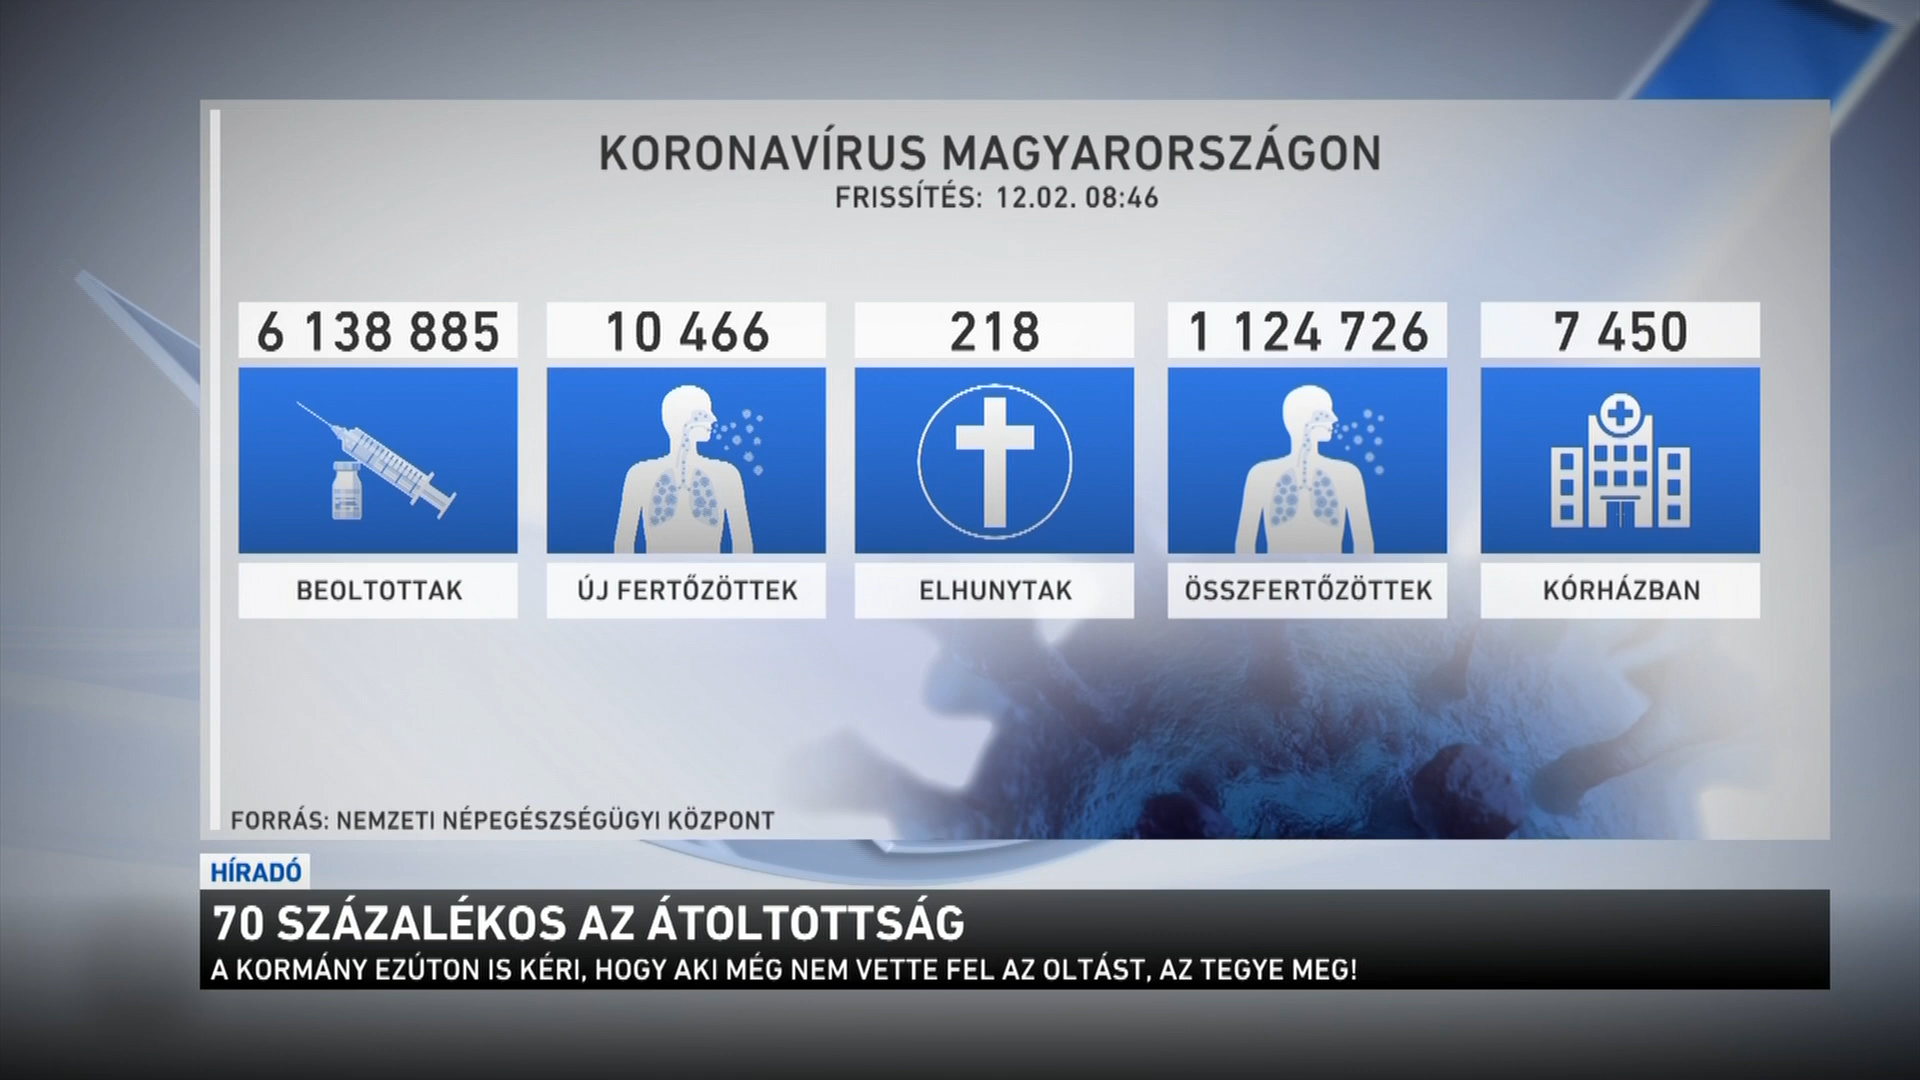 KORONAVÍRUS MAGYARORSZÁGON
FRISSÍTÉS: 12.02. 08:46
6 138 885
10 466
218
1 124 726
7 450
BEOLTOTTAK
ÚJ FERTŐZÖTTEK
ELHUNYTAK
ÖSSZFERTŐZÖTTEK
KÓRHÁZBAN
FORRÁS: NEMZETI NÉPEGÉSZSÉGÜGYI KÖZPONT
HÍRADÓ
70 SZÁZALÉKOS AZ ÁTOLTOTTSÁG
A KORMÁNY EZÚTON IS KÉRI, HOGY AKI MÉG NEM VETTE FEL AZ OLTÁST, AZ TEGYE MEG!